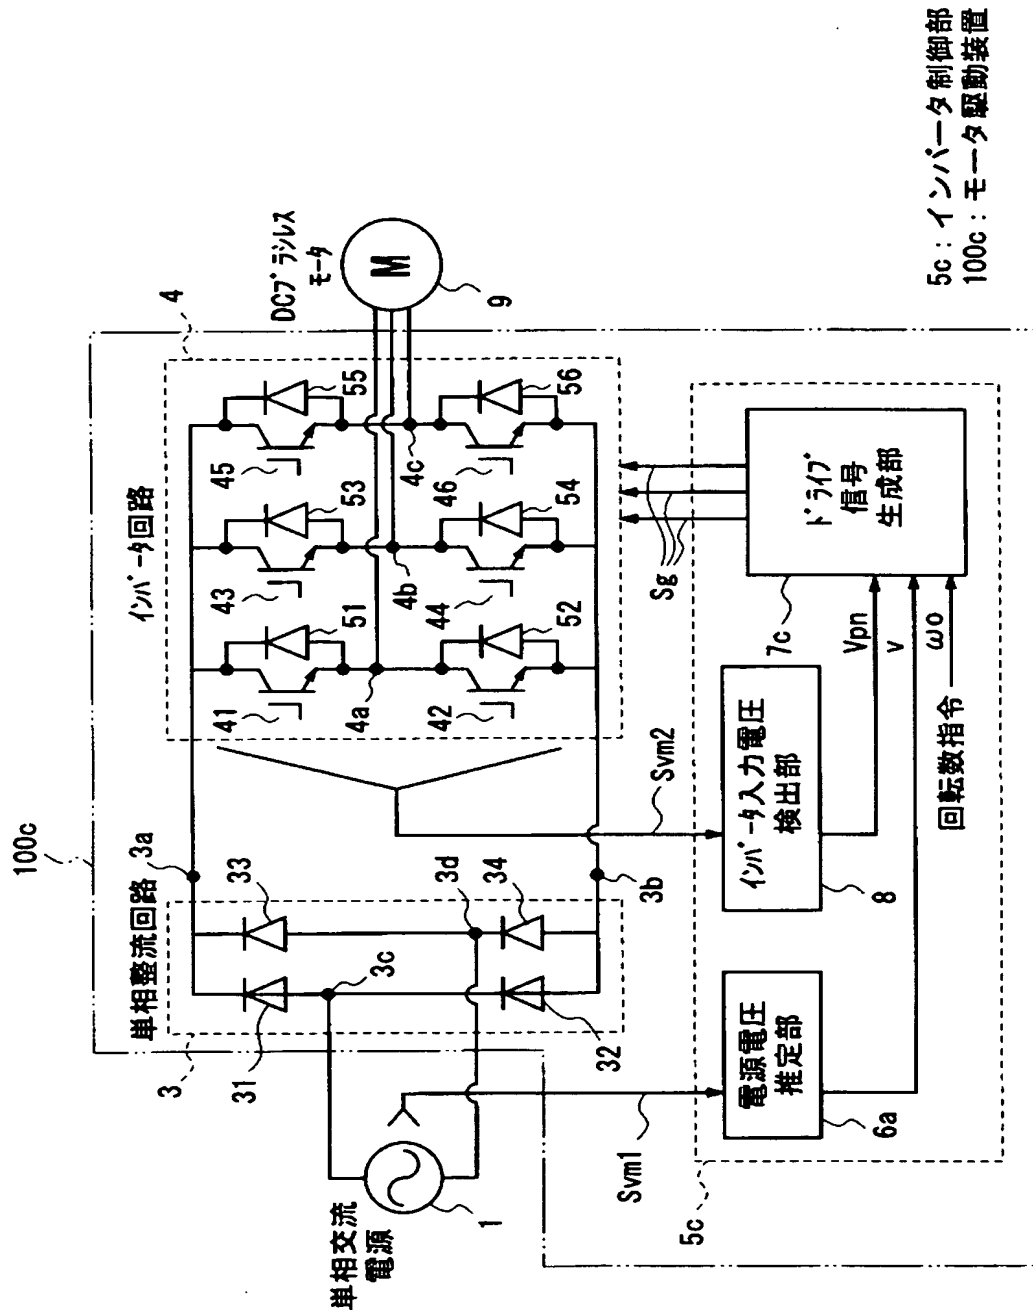 100c
単相整流回路
インバータ回路
DCブラシレス
モータ
3
3a
4
31
33
41
43
45
51
53
55
3c
3d
4a
4b
4c
M
9
単相交流
電源
1
32
34
42
44
46
52
54
56
3b
Svm1
Svm2
Sg
5c
電源電圧
推定部
6a
インバータ入力電圧
検出部
8
Vpn
v
ωo
回転数指令
7c
ドライブ
信号
生成部
5c：インバータ制御部
100c：モータ駆動装置